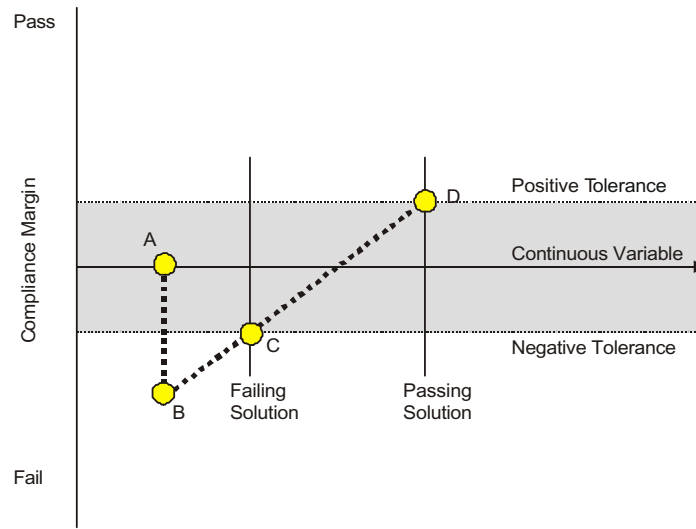 Pass
Compliance Margin
Positive Tolerance
D
A
Continuous Variable
C
Negative Tolerance
B
Failing
Solution
Passing
Solution
Fail